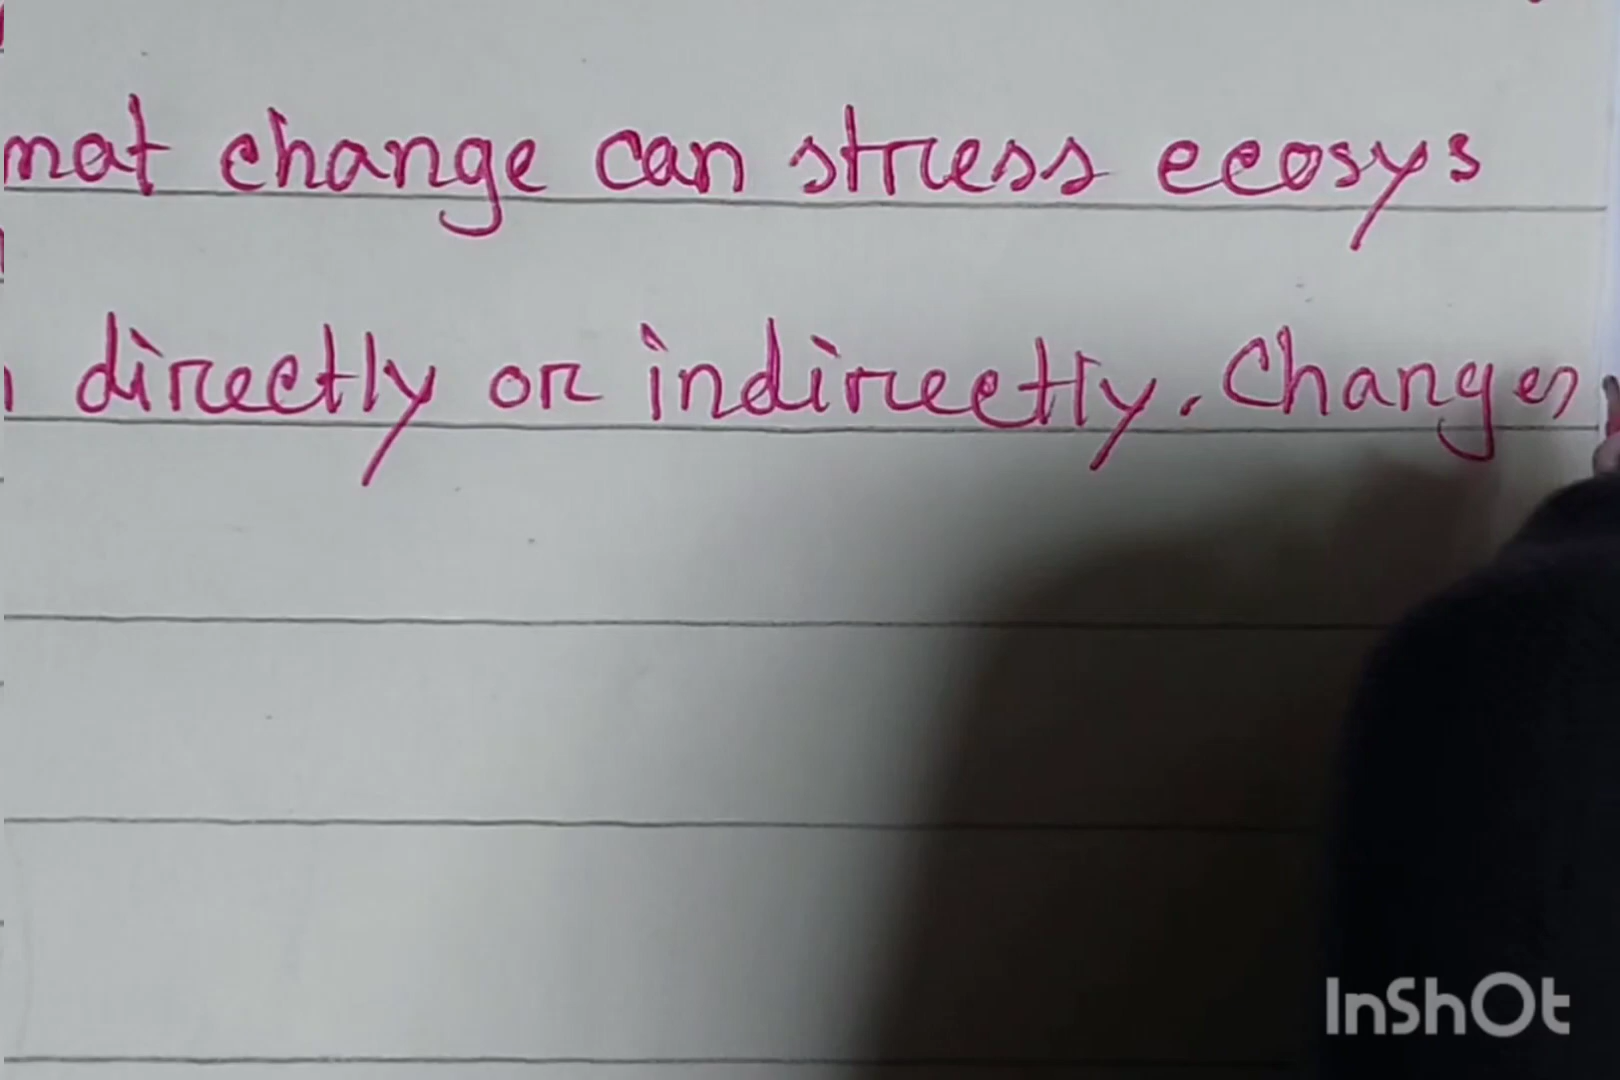 mat change can stress ecosys
directly or indirectly. Changes
InShOt